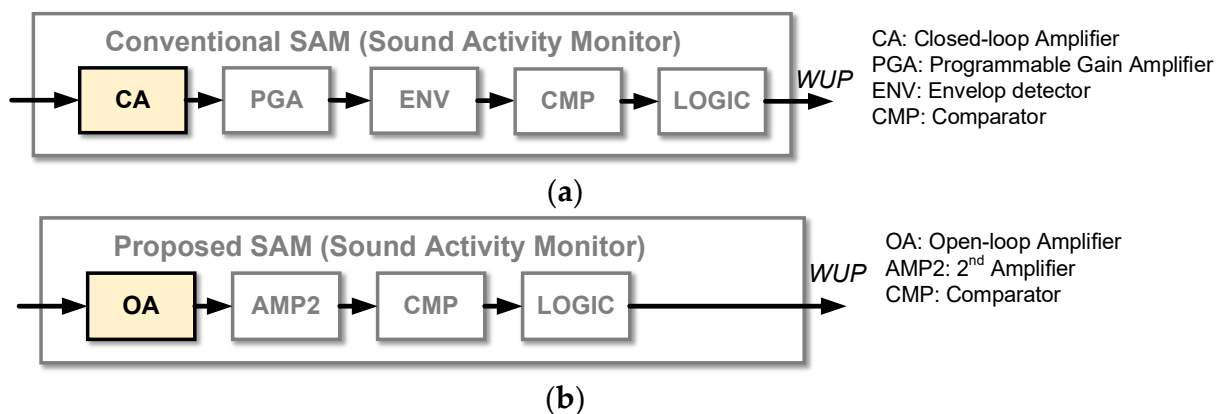 Conventional SAM (Sound Activity Monitor)
CA PGA ENV CMP LOGIC WUP
CA: Closed-loop Amplifier
PGA: Programmable Gain Amplifier
ENV: Envelop detector
CMP: Comparator
(a)
Proposed SAM (Sound Activity Monitor)
OA AMP2 CMP LOGIC WUP
OA: Open-loop Amplifier
AMP2: 2nd Amplifier
CMP: Comparator
(b)